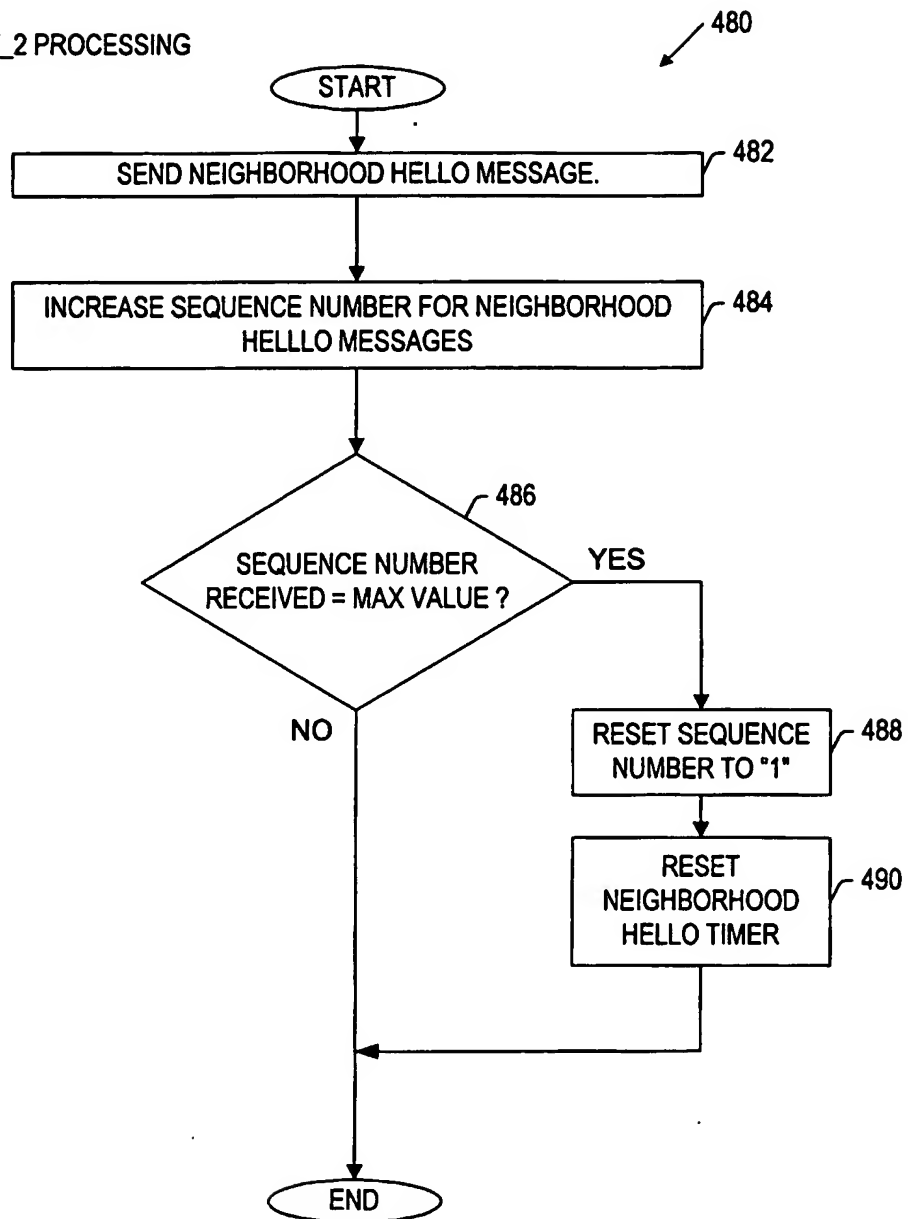 _2 PROCESSING
480
START
SEND NEIGHBORHOOD HELLO MESSAGE.
482
INCREASE SEQUENCE NUMBER FOR NEIGHBORHOOD
HELLLO MESSAGES
484
486
SEQUENCE NUMBER
RECEIVED = MAX VALUE ?
YES
NO
RESET SEQUENCE
NUMBER TO "1"
488
RESET
NEIGHBORHOOD
HELLO TIMER
490
END